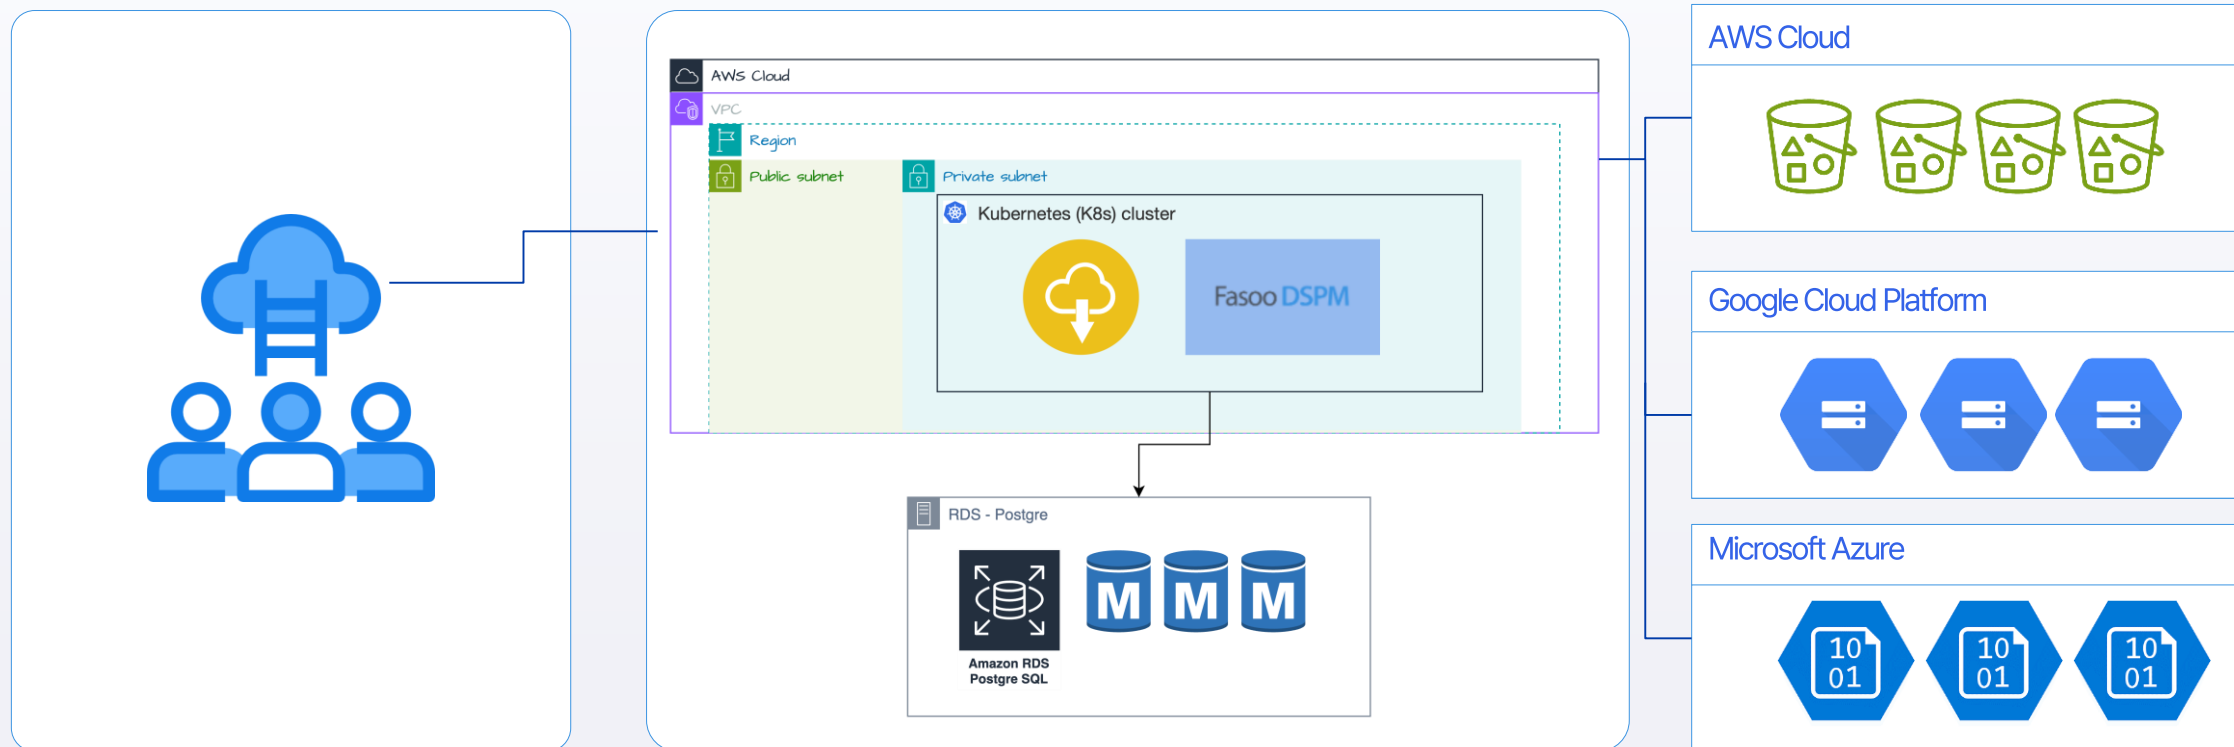 AWS Cloud
VPC
Region
Public subnet
Private subnet
Kubernetes (K8s) cluster
Fasoo DSPM
RDS - Postgre
Amazon RDS
Postgre SQL
M
M
M
AWS Cloud
Google Cloud Platform
Microsoft Azure
10
01
10
01
10
01